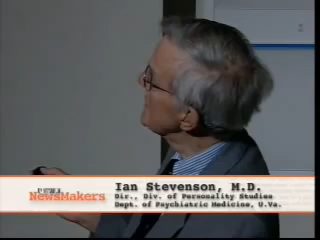 NewsMakers
Ian Stevenson, M.D.
Dir., Div. of Personality Studies
Dept. of Psychiatric Medicine, U.Va.